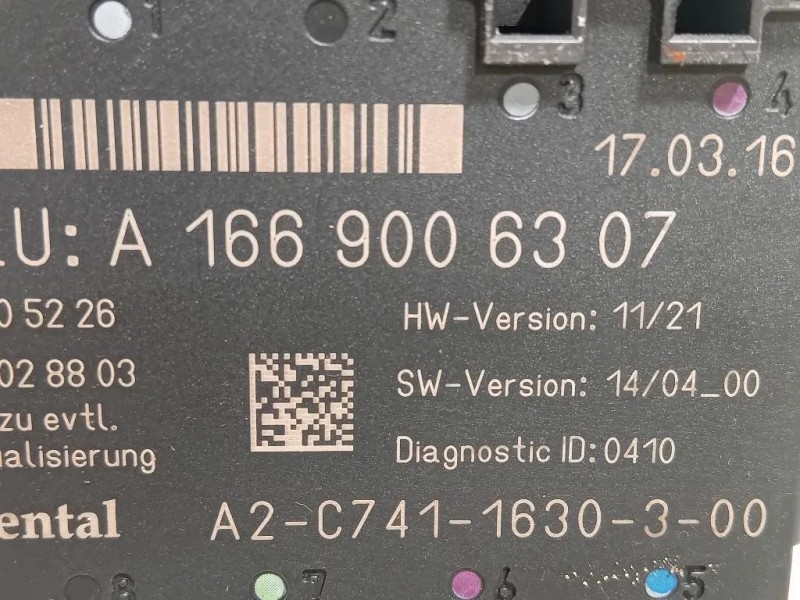 1 2
3 4
17.03.16
LU: A 166 900 63 07
0 52 26
HW-Version: 11/21
02 88 03
SW-Version: 14/04_00
zu evtl.
ualisierung
Diagnostic ID: 0410
ental
A2-C741-1630-3-00
8 7 6 5